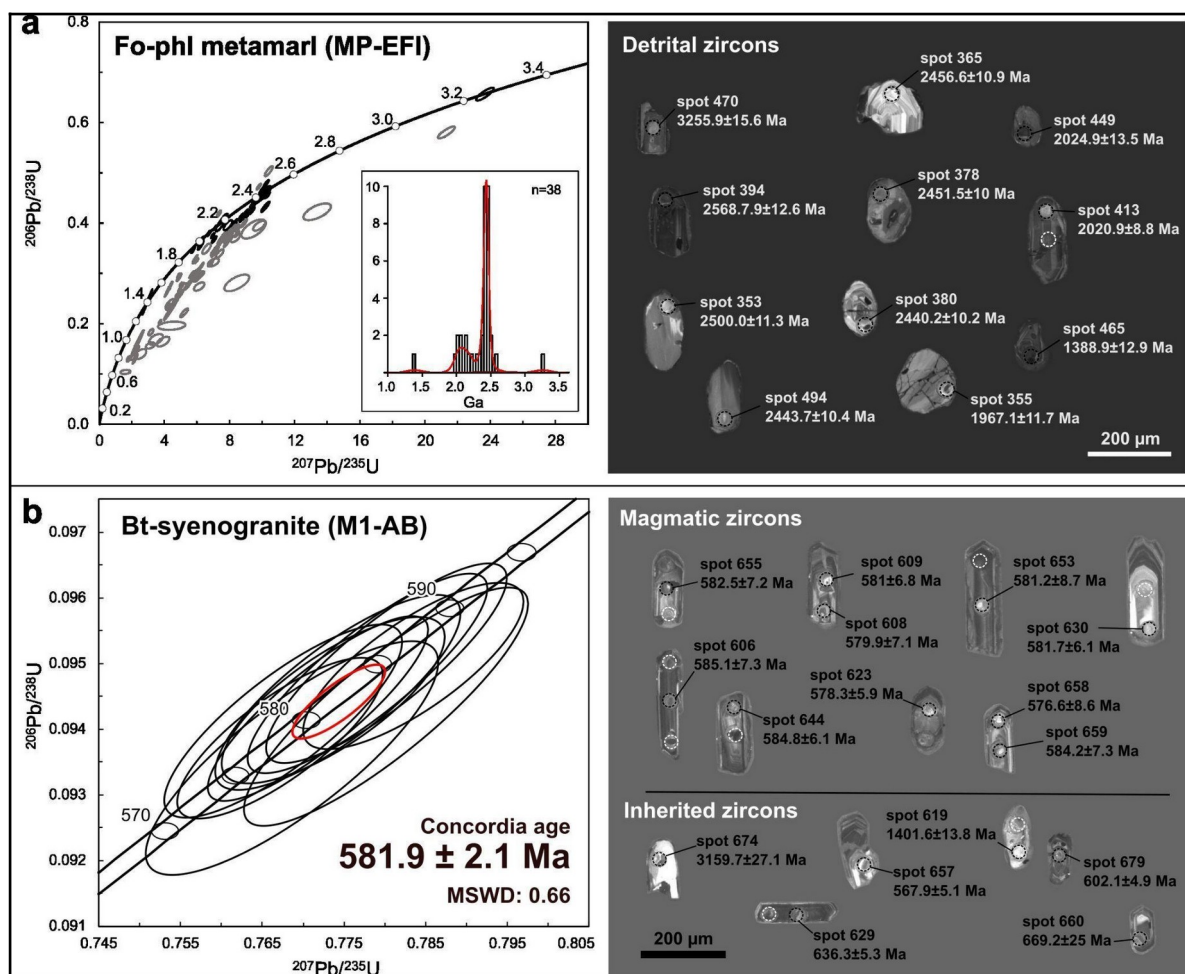 a
Fo-phl metamarl (MP-EFI)
206Pb/238U
0.8
0.6
0.4
0.2
0.0
0.2
0.6
1.0
1.4
1.8
2.2
2.4
2.6
2.8
3.0
3.2
3.4
n=38
10
8
6
4
2
0
1.0
1.5
2.0
2.5
3.0
3.5
Ga
0
4
8
12
16
20
24
28
207Pb/235U
Detrital zircons
spot 365
2456.6±10.9 Ma
spot 470
3255.9±15.6 Ma
spot 449
2024.9±13.5 Ma
spot 394
2568.7.9±12.6 Ma
spot 378
2451.5±10 Ma
spot 413
2020.9±8.8 Ma
spot 353
2500.0±11.3 Ma
spot 380
2440.2±10.2 Ma
spot 465
1388.9±12.9 Ma
spot 494
2443.7±10.4 Ma
spot 355
1967.1±11.7 Ma
200 µm
b
Bt-syenogranite (M1-AB)
206Pb/238U
0.097
0.096
0.095
0.094
0.093
0.092
0.091
590
580
570
Concordia age
581.9 ± 2.1 Ma
MSWD: 0.66
0.745
0.755
0.765
0.775
0.785
0.795
0.805
207Pb/235U
Magmatic zircons
spot 655
582.5±7.2 Ma
spot 609
581±6.8 Ma
spot 653
581.2±8.7 Ma
spot 608
579.9±7.1 Ma
spot 630
581.7±6.1 Ma
spot 606
585.1±7.3 Ma
spot 623
578.3±5.9 Ma
spot 658
576.6±8.6 Ma
spot 644
584.8±6.1 Ma
spot 659
584.2±7.3 Ma
Inherited zircons
spot 674
3159.7±27.1 Ma
spot 619
1401.6±13.8 Ma
spot 657
567.9±5.1 Ma
spot 679
602.1±4.9 Ma
spot 629
636.3±5.3 Ma
spot 660
669.2±25 Ma
200 µm